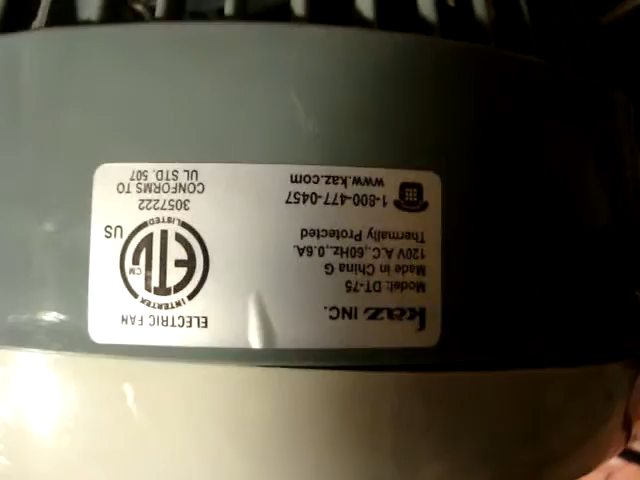 Kaz INC.
Model: DT-75
Made in China G
120V A.C.,60Hz.,0.6A.
Thermally Protected
1-800-477-0457
www.kaz.com
ELECTRIC FAN
INTERTEK
ETL CM
LISTED
US
3057222
CONFORMS TO
UL STD. 507